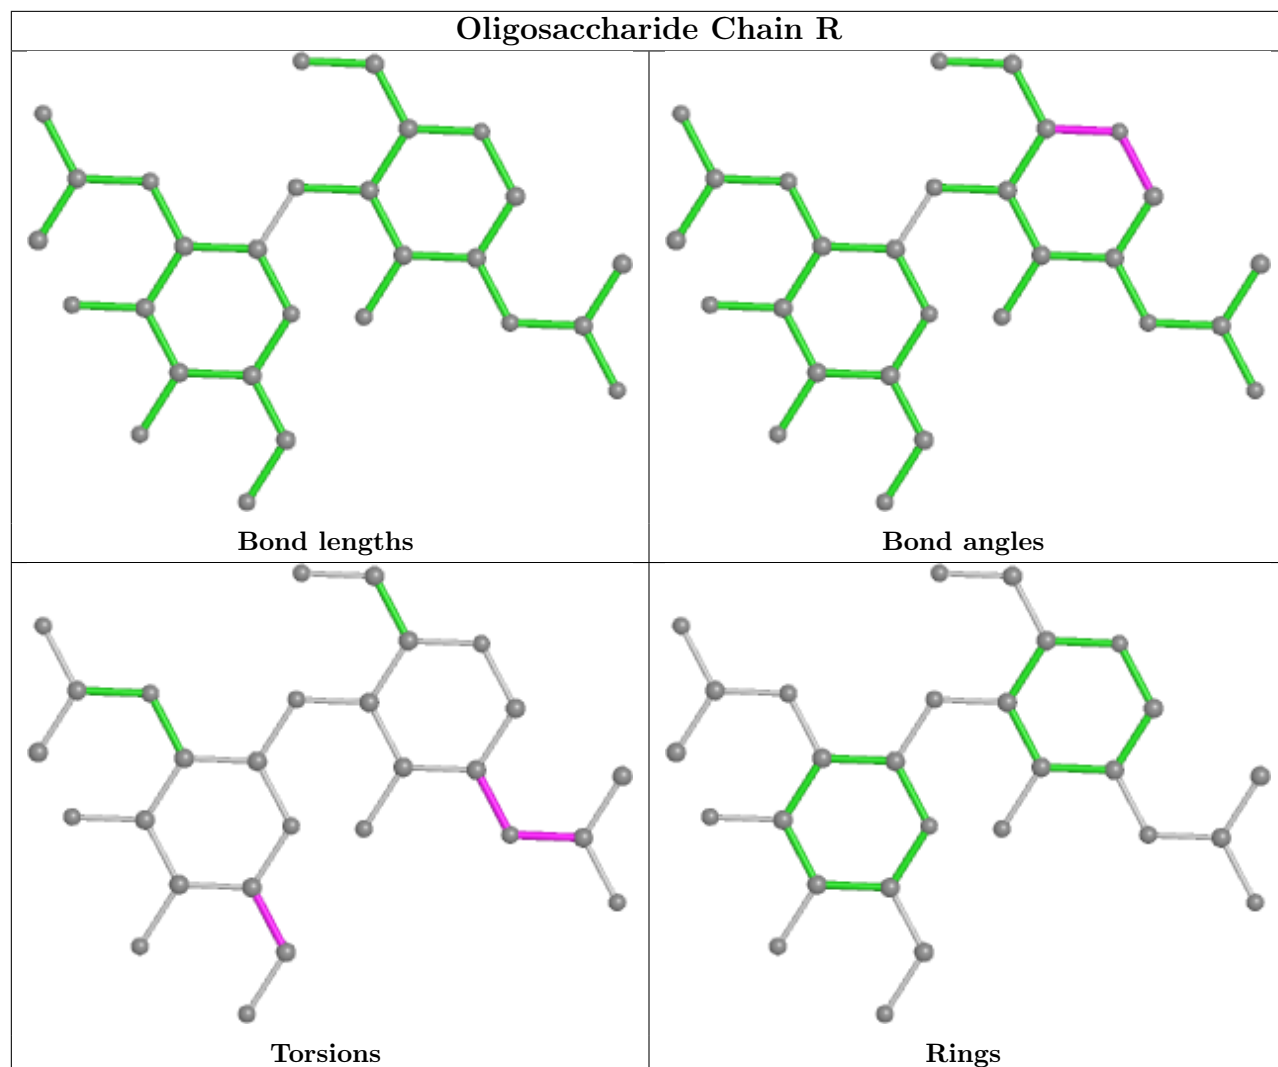 Oligosaccharide Chain R
Bond lengths
Bond angles
Torsions
Rings